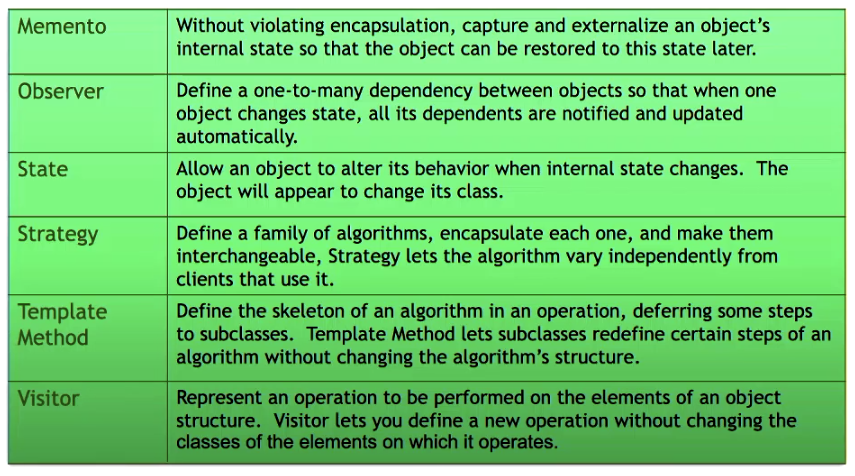 Memento
Without violating encapsulation, capture and externalize an object's
internal state so that the object can be restored to this state later.
Observer
Define a one-to-many dependency between objects so that when one
object changes state, all its dependents are notified and updated
automatically.
State
Allow an object to alter its behavior when internal state changes. The
object will appear to change its class.
Strategy
Define a family of algorithms, encapsulate each one, and make them
interchangeable, Strategy lets the algorithm vary independently from
clients that use it.
Template
Method
Define the skeleton of an algorithm in an operation, deferring some steps
to subclasses. Template Method lets subclasses redefine certain steps of an
algorithm without changing the algorithm's structure.
Visitor
Represent an operation to be performed on the elements of an object
structure. Visitor lets you define a new operation without changing the
classes of the elements on which it operates.